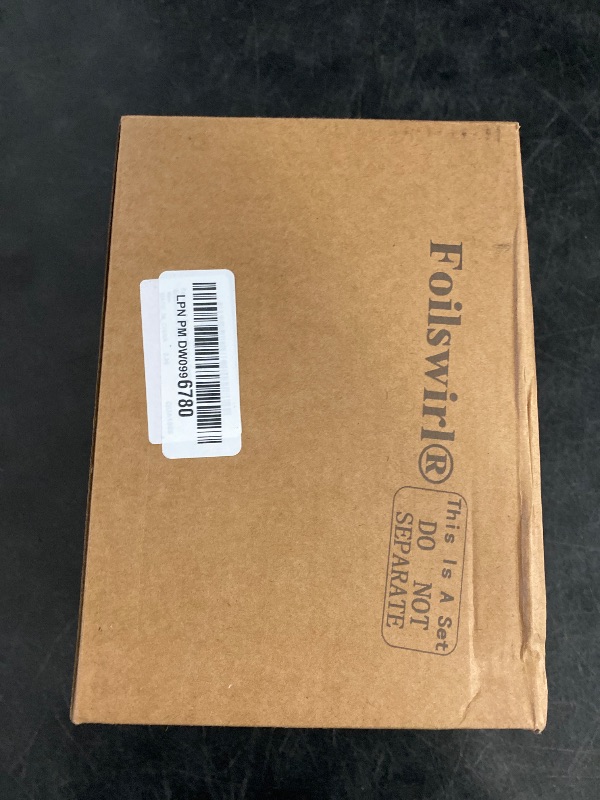 Foilswirl®
This Is A Set
DO NOT
SEPARATE
LPN PM DW0996780